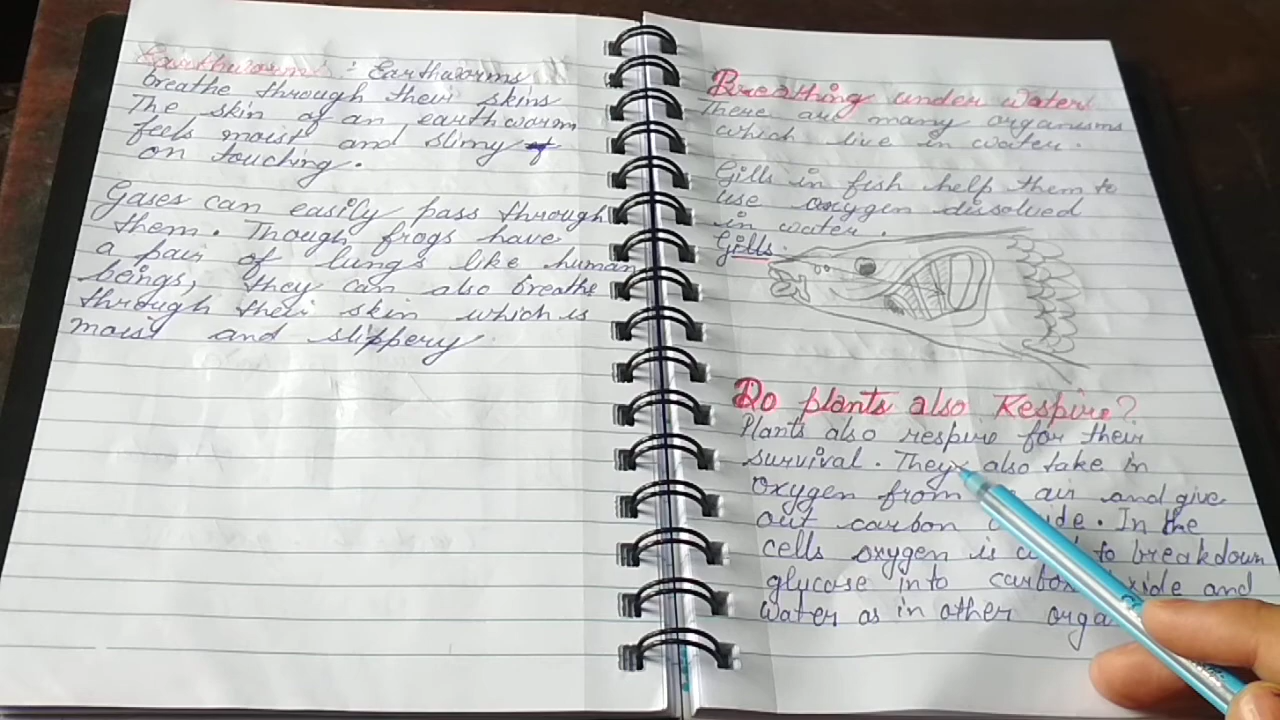 Earthworms : Earthworms
breathe through their skins
The skin of an earthworm
feels moist and slimy
on touching.
Gases can easily pass through
them. Though frogs have
a pair of lungs like human
beings, they can also breathe
through their skin which is
moist and slippery
Breathing under Water
There are many organisms
which live in water.
Gills in fish help them to
use oxygen dissolved
in water.
Gills.
Do plants also Respire?
Plants also respire for their
survival. They also take in
oxygen from air and give
out carbon. In the
cells oxygen is to breakdown
glucose into carbon and
Water as in other